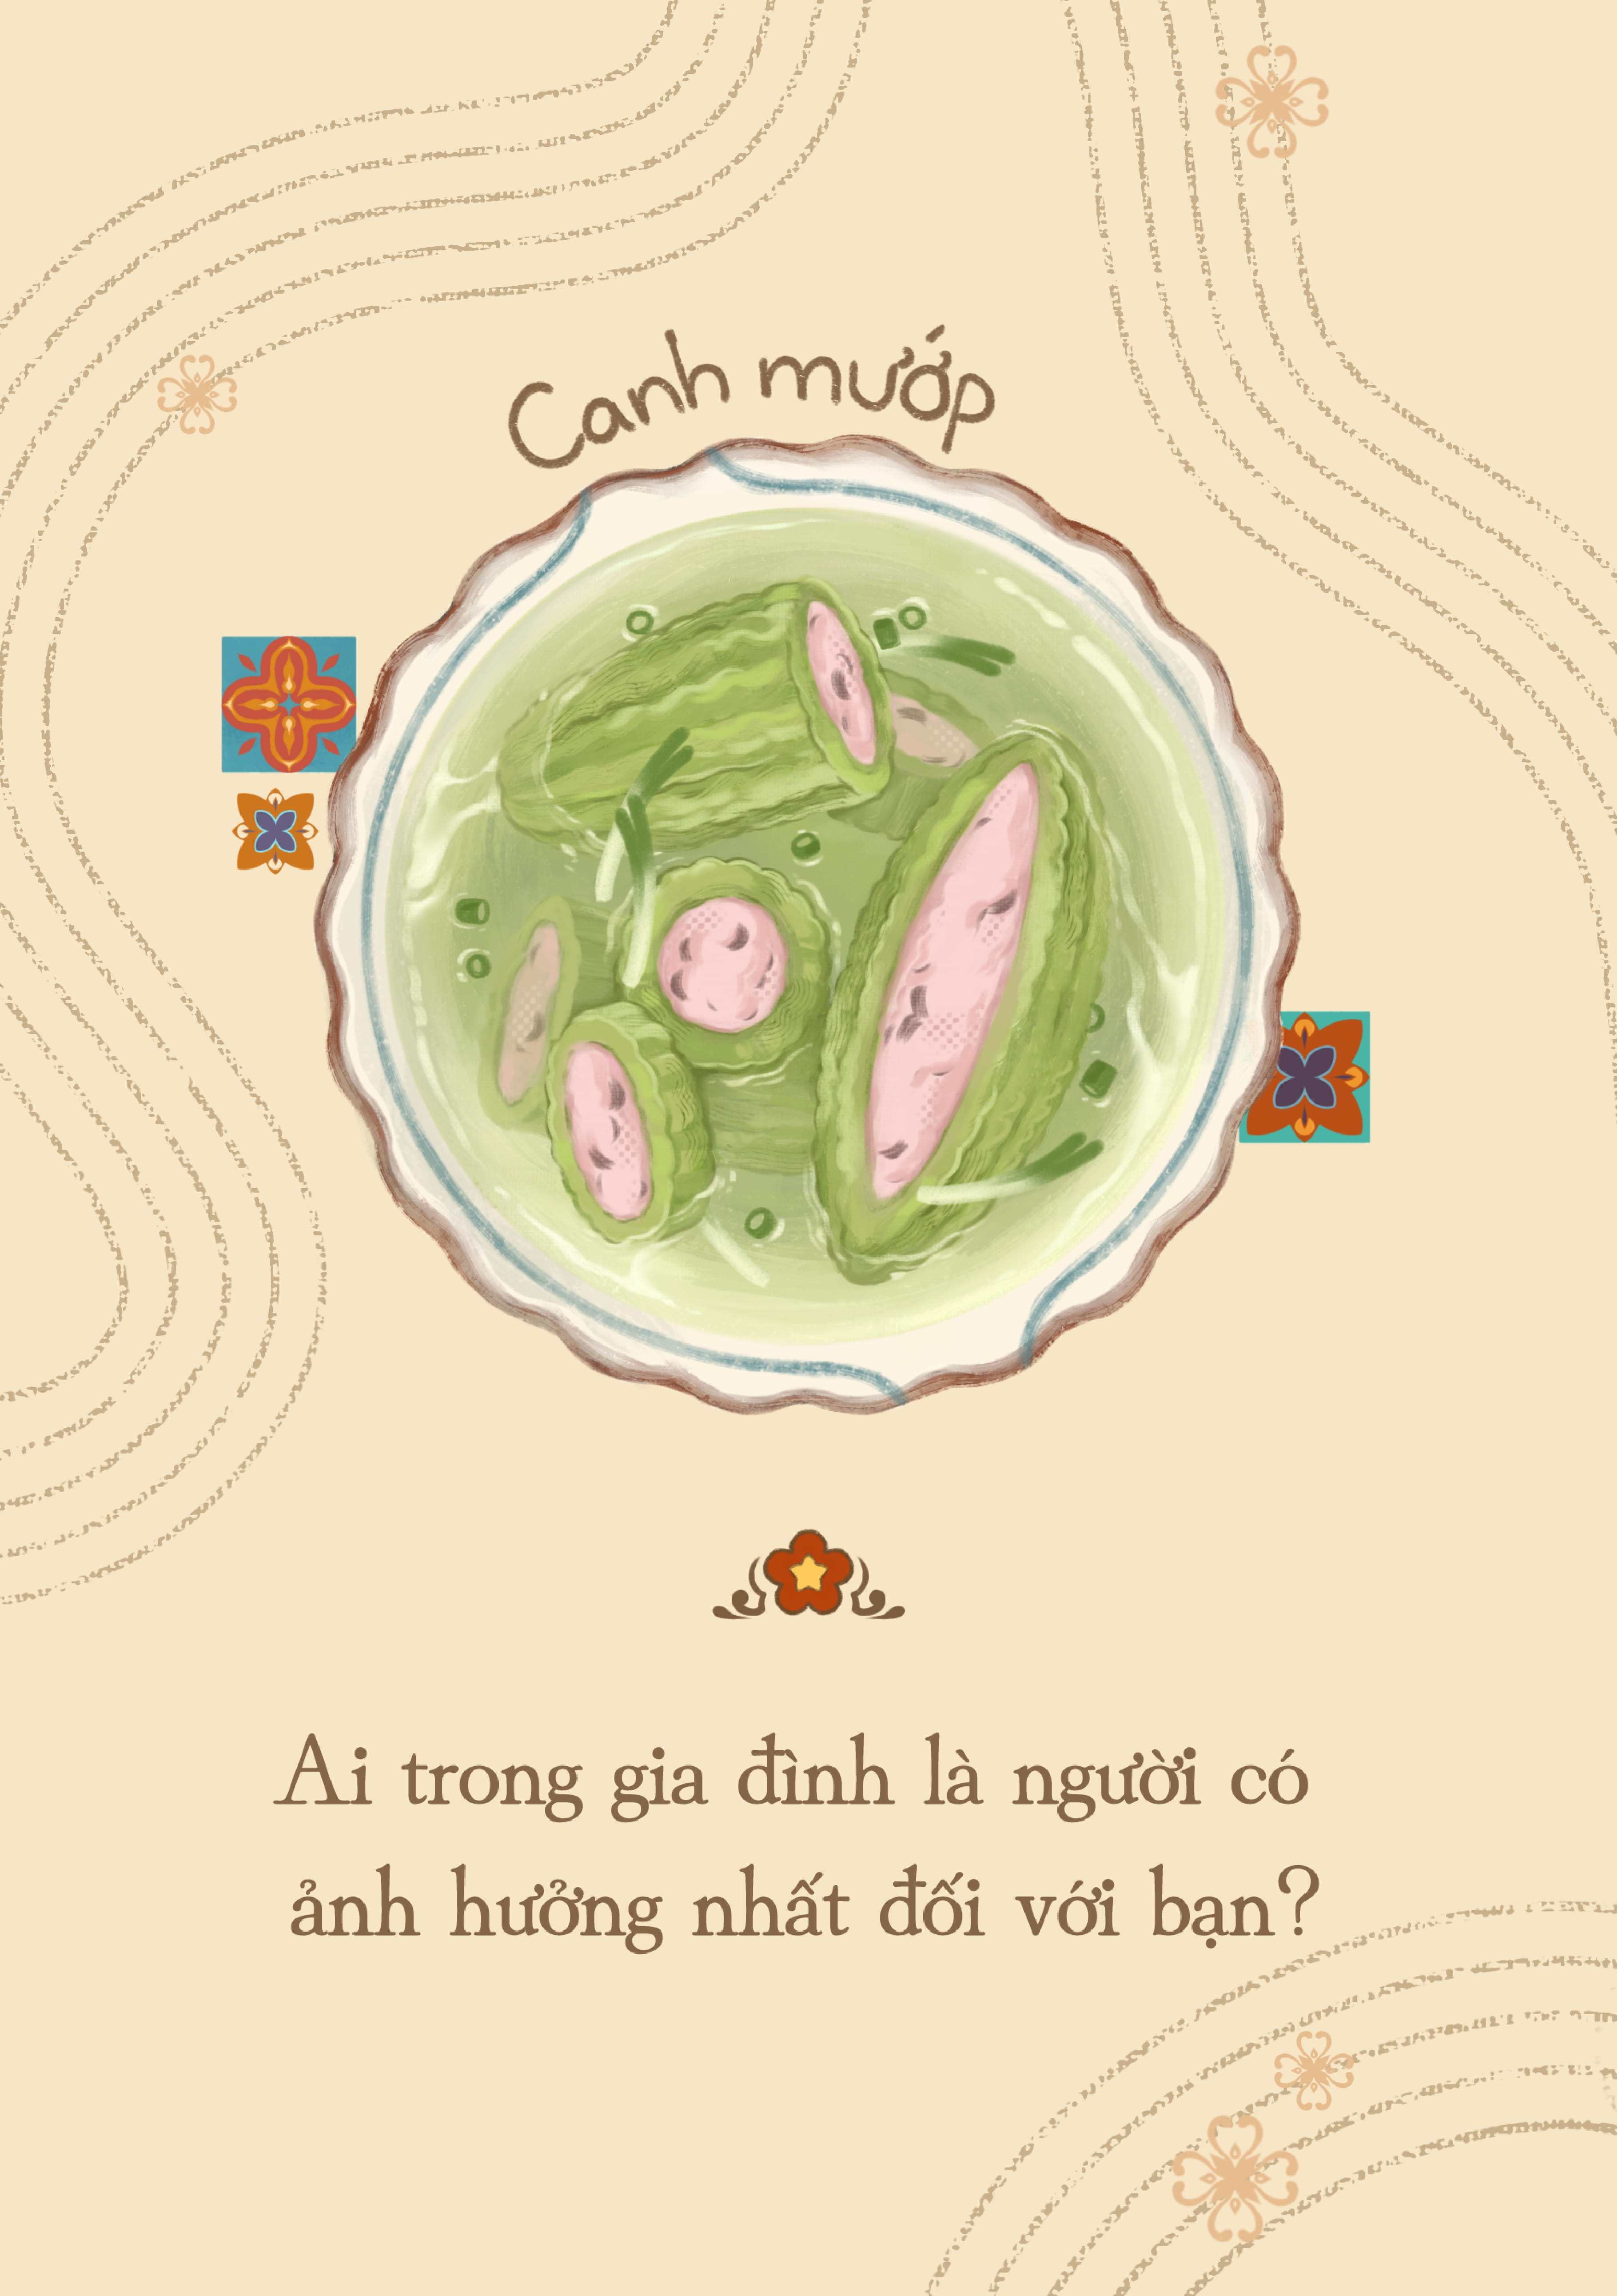 Canh mướp
Ai trong gia đình là người có
ảnh hưởng nhất đối với bạn?